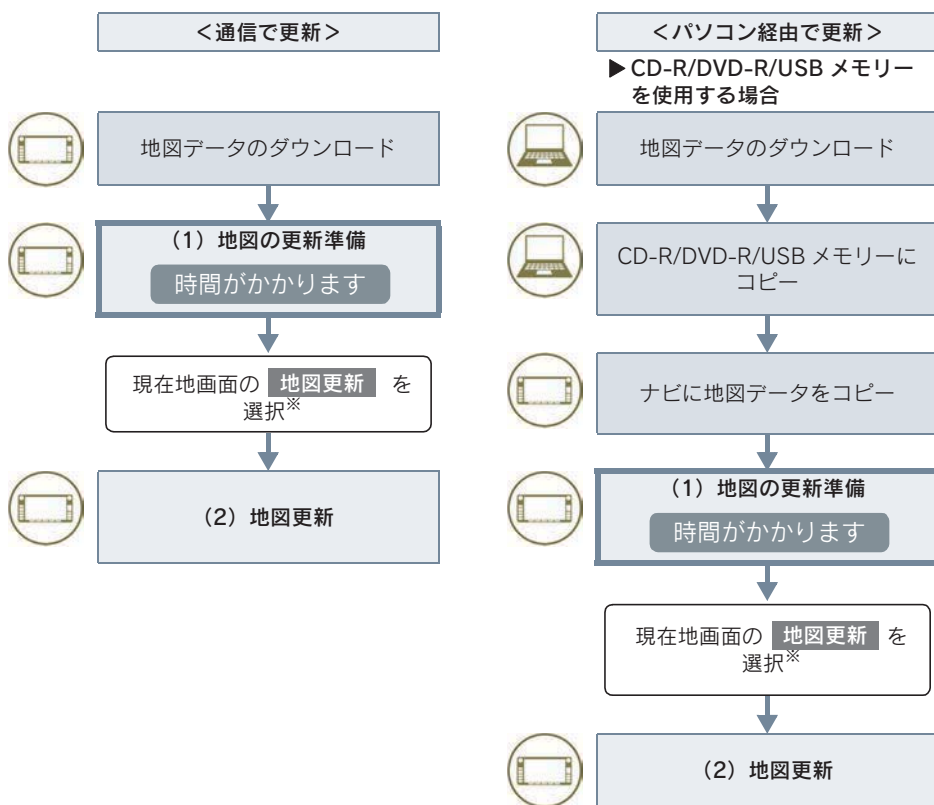 ＜通信で更新＞
地図データのダウンロード
（1）地図の更新準備
時間がかかります
現在地画面の 地図更新 を
選択※
（2）地図更新
＜パソコン経由で更新＞
▶CD-R/DVD-R/USB メモリー
を使用する場合
地図データのダウンロード
CD-R/DVD-R/USB メモリーに
コピー
ナビに地図データをコピー
（1）地図の更新準備
時間がかかります
現在地画面の 地図更新 を
選択※
（2）地図更新